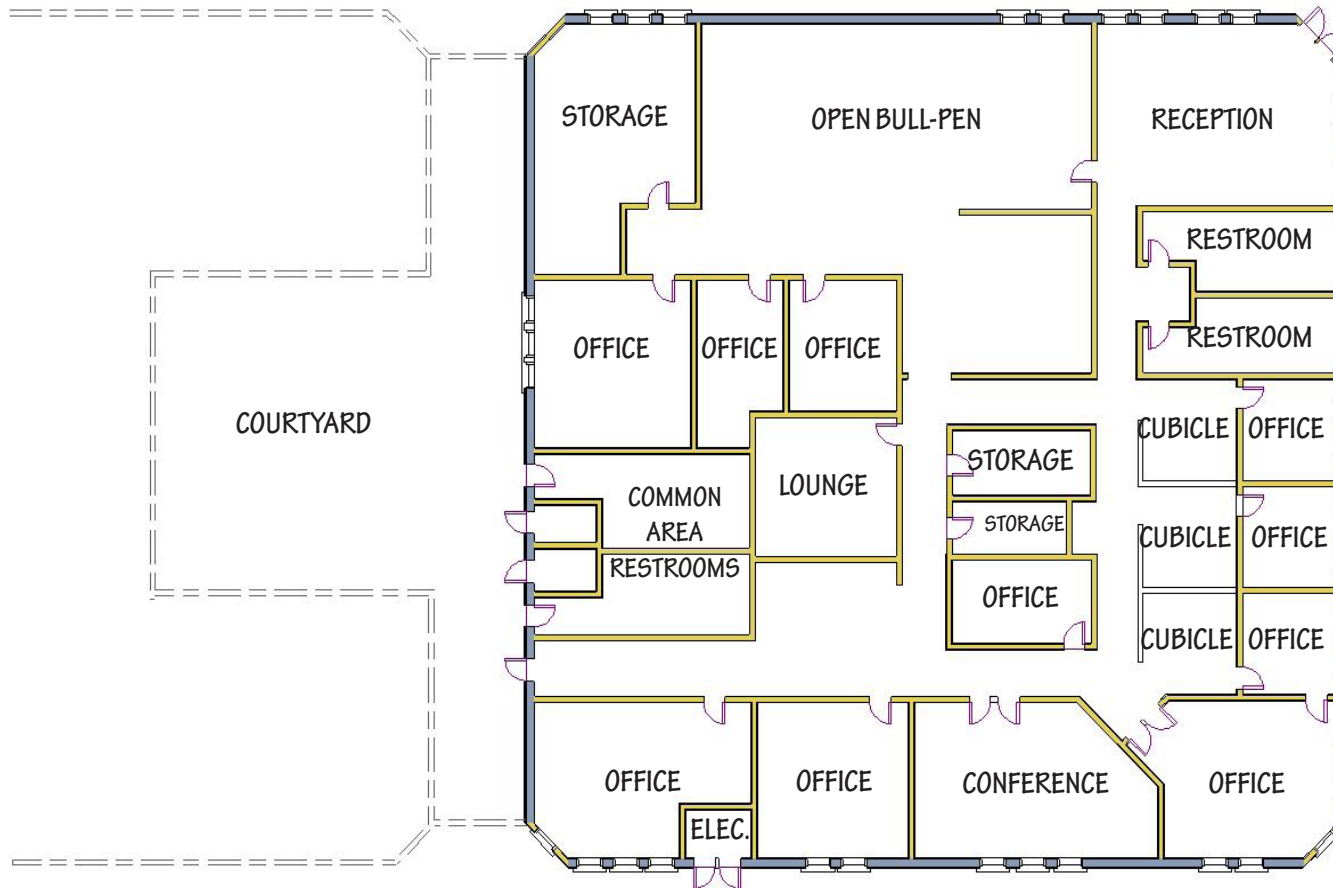 STORAGE
OPEN BULL-PEN
RECEPTION
RESTROOM
RESTROOM
OFFICE
OFFICE
OFFICE
COURTYARD
CUBICLE
OFFICE
STORAGE
LOUNGE
COMMON
AREA
STORAGE
CUBICLE
OFFICE
RESTROOMS
OFFICE
CUBICLE
OFFICE
OFFICE
OFFICE
CONFERENCE
OFFICE
ELEC.